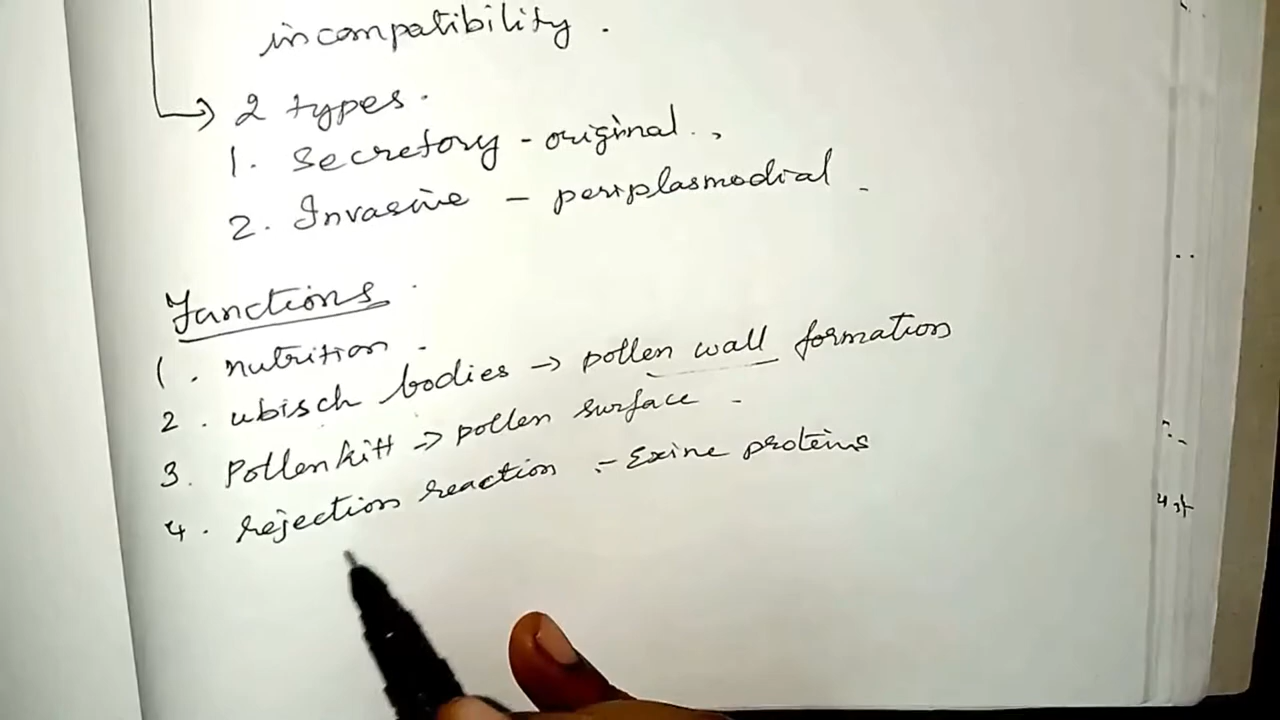 incompatibility.
2 types.
1. Secretory - original.,
2. Invasive - periplasmodial.
Functions
1. nutrition.
2. ubisch bodies → pollen wall formation
3. Pollenkitt → pollen surface.
4. rejection reaction :- Exine proteins